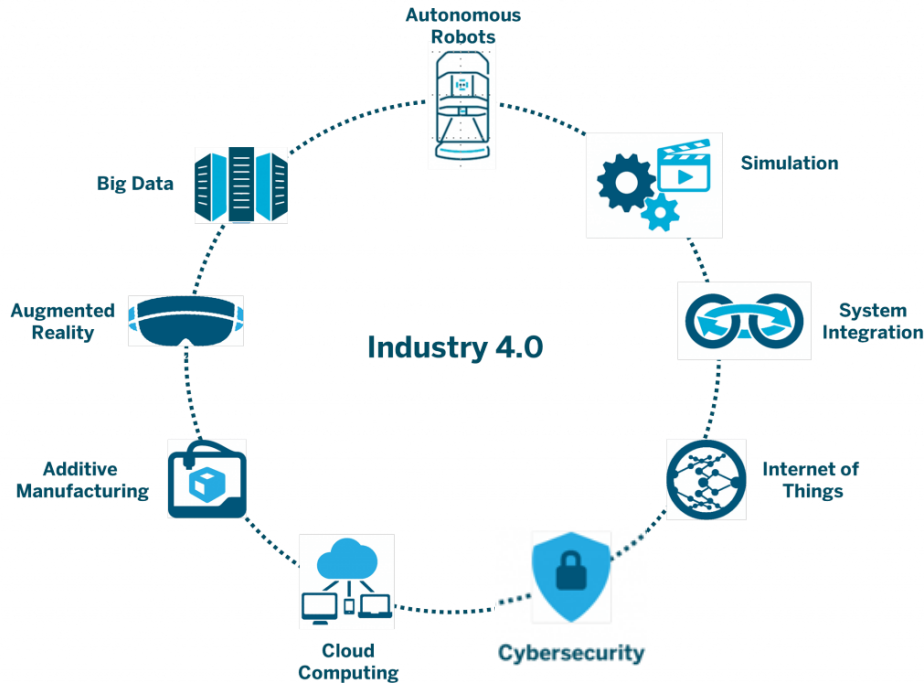 Autonomous
Robots
Simulation
Big Data
System
Integration
Augmented
Reality
Industry 4.0
Internet of
Things
Additive
Manufacturing
Cybersecurity
Cloud
Computing